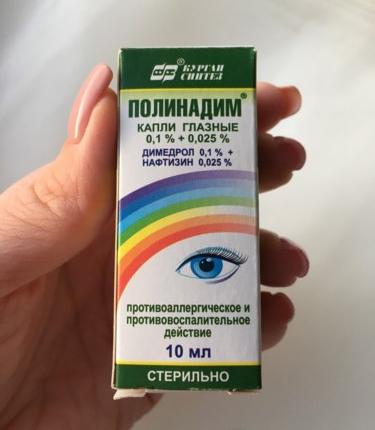 КУРГАН
СИНТЕЗ
ПОЛИНАДИМ®
КАПЛИ ГЛАЗНЫЕ
0,1 % + 0,025 %
ДИМЕДРОЛ 0,1 % +
НАФТИЗИН 0,025 %
противоаллергическое и
противовоспалительное
действие
10 мл
СТЕРИЛЬНО